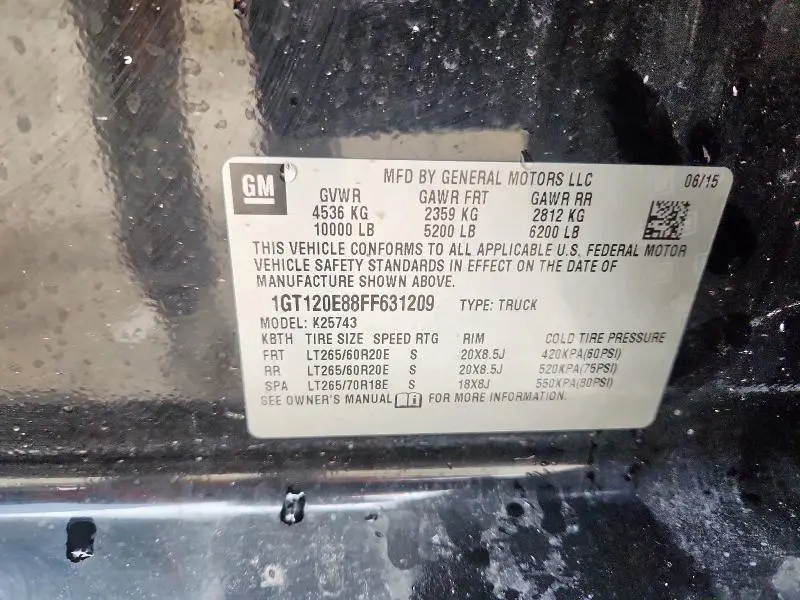 GM
MFD BY GENERAL MOTORS LLC 06/15
GVWR GAWR FRT GAWR RR
4536 KG 2359 KG 2812 KG
10000 LB 5200 LB 6200 LB
THIS VEHICLE CONFORMS TO ALL APPLICABLE U.S. FEDERAL MOTOR
VEHICLE SAFETY STANDARDS IN EFFECT ON THE DATE OF
MANUFACTURE SHOWN ABOVE.
1GT120E88FF631209 TYPE: TRUCK
MODEL: K25743
KBTH TIRE SIZE SPEED RTG RIM COLD TIRE PRESSURE
FRT LT265/60R20E S 20X8.5J 420KPA(60PSI)
RR LT265/60R20E S 20X8.5J 520KPA(75PSI)
SPA LT265/70R18E S 18X8J 550KPA(80PSI)
SEE OWNER'S MANUAL FOR MORE INFORMATION.